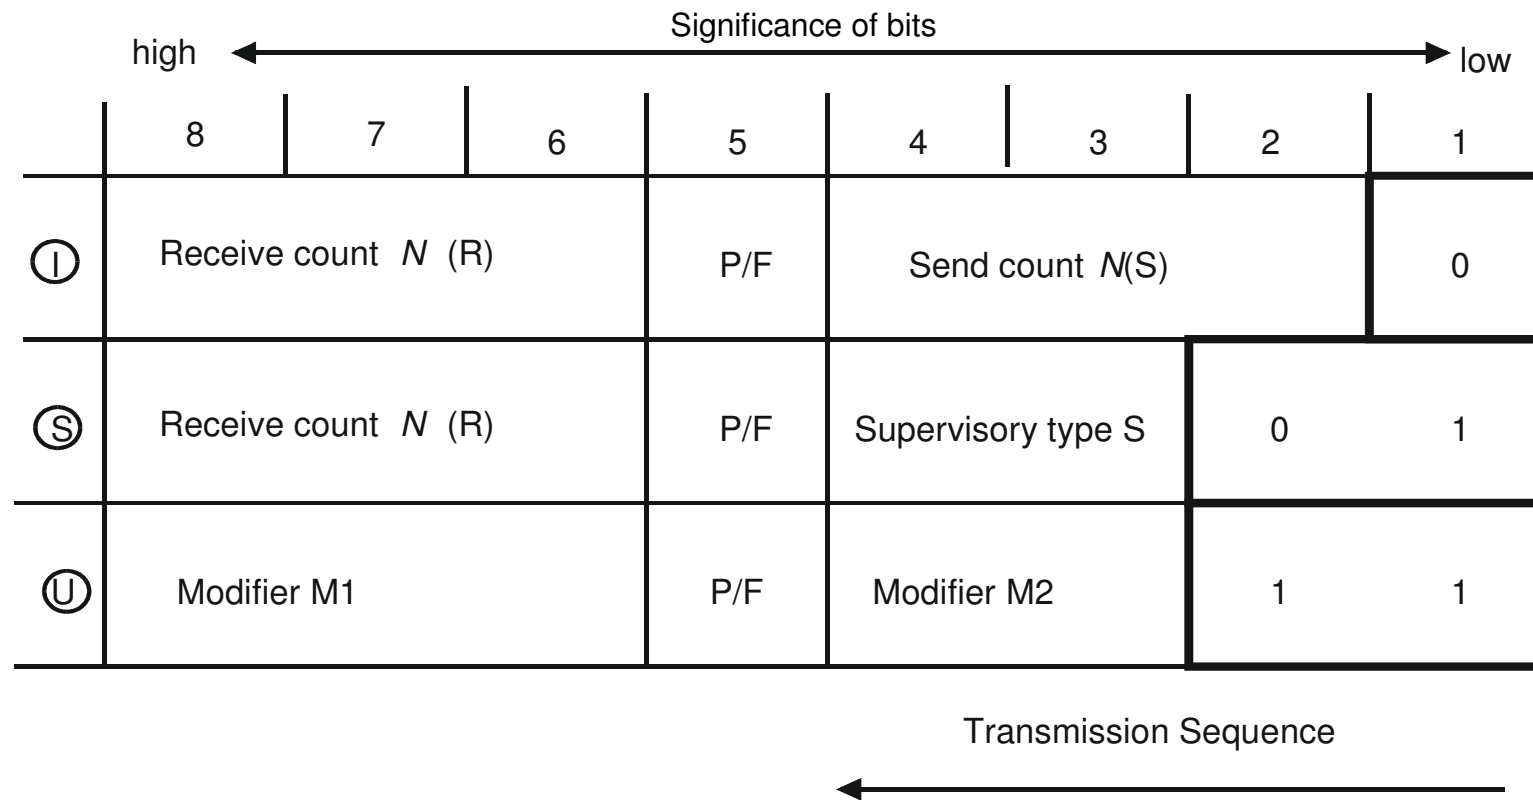 Significance of bits
high low
8 7 6 5 4 3 2 1
I Receive count N (R) P/F Send count N(S) 0
S Receive count N (R) P/F Supervisory type S 0 1
U Modifier M1 P/F Modifier M2 1 1
Transmission Sequence